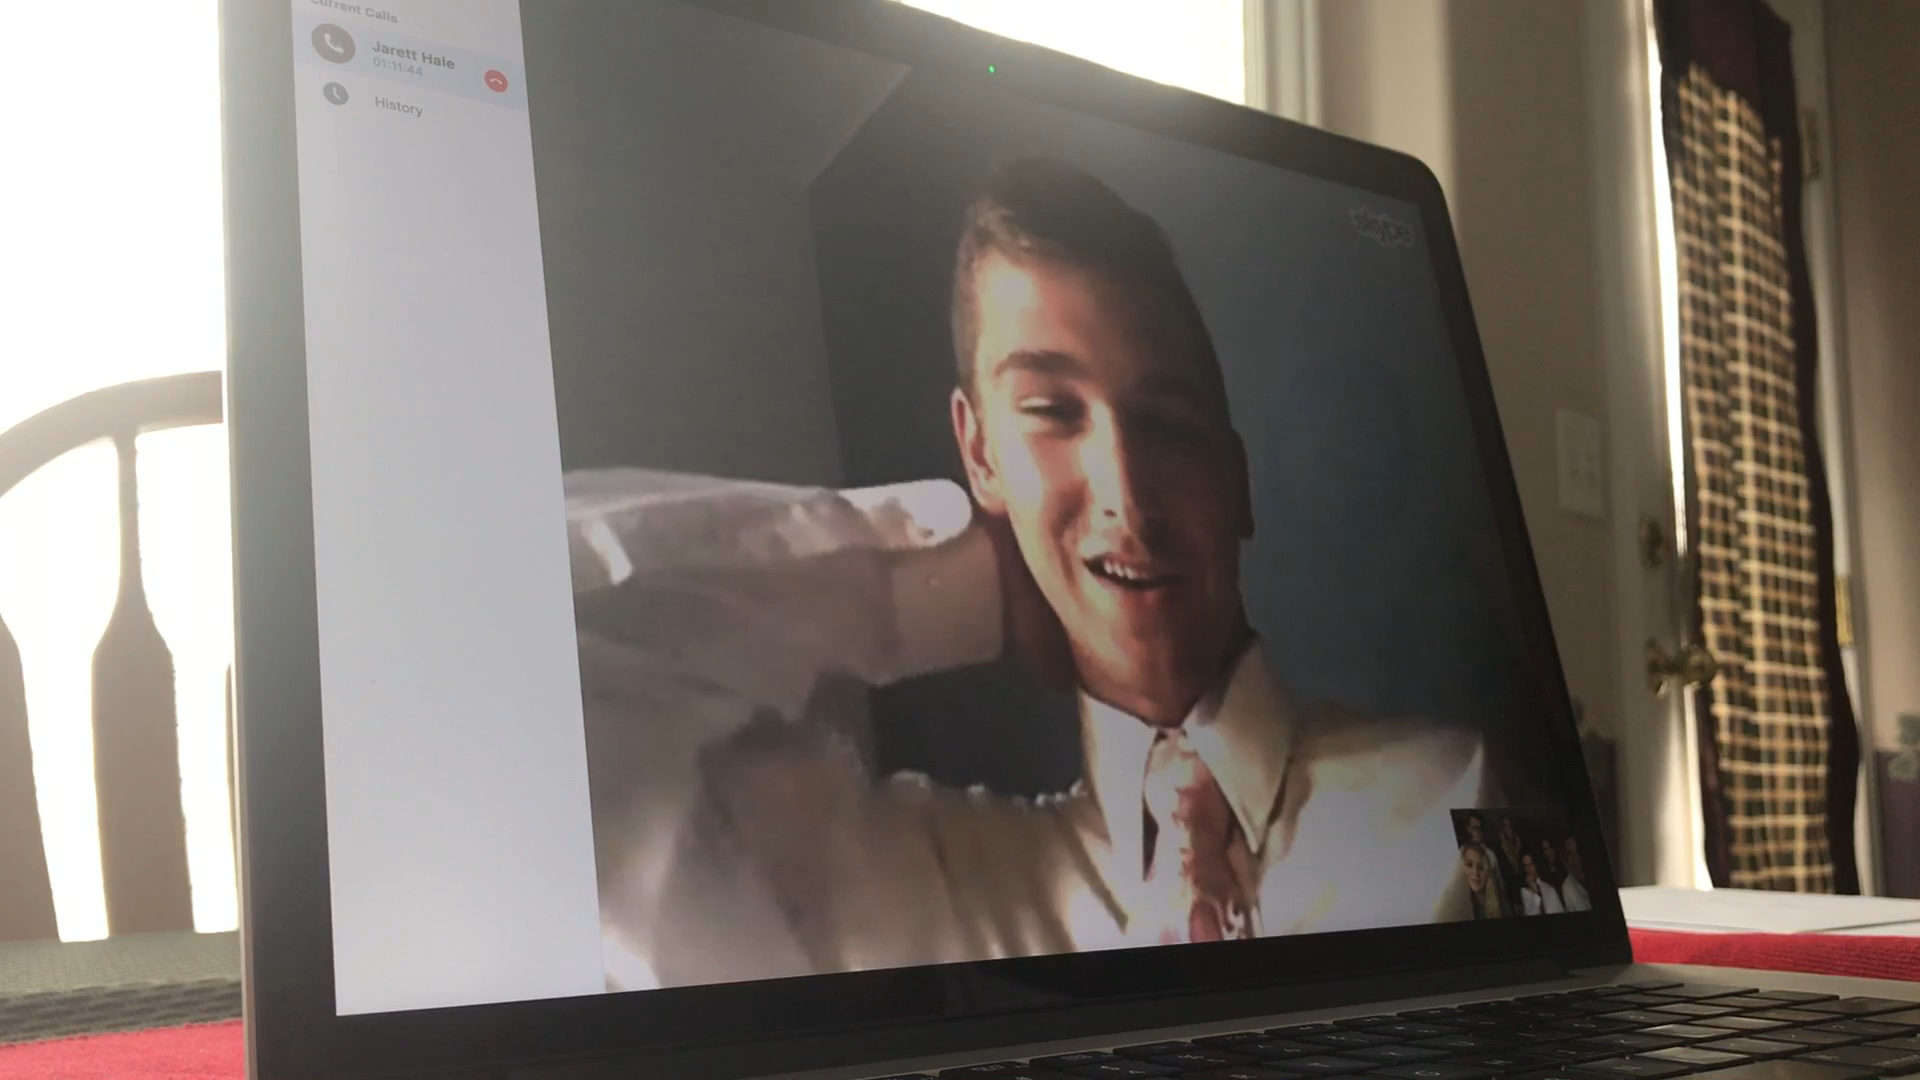 Current Calls
Jarett Hale
01:11:44
History
skype